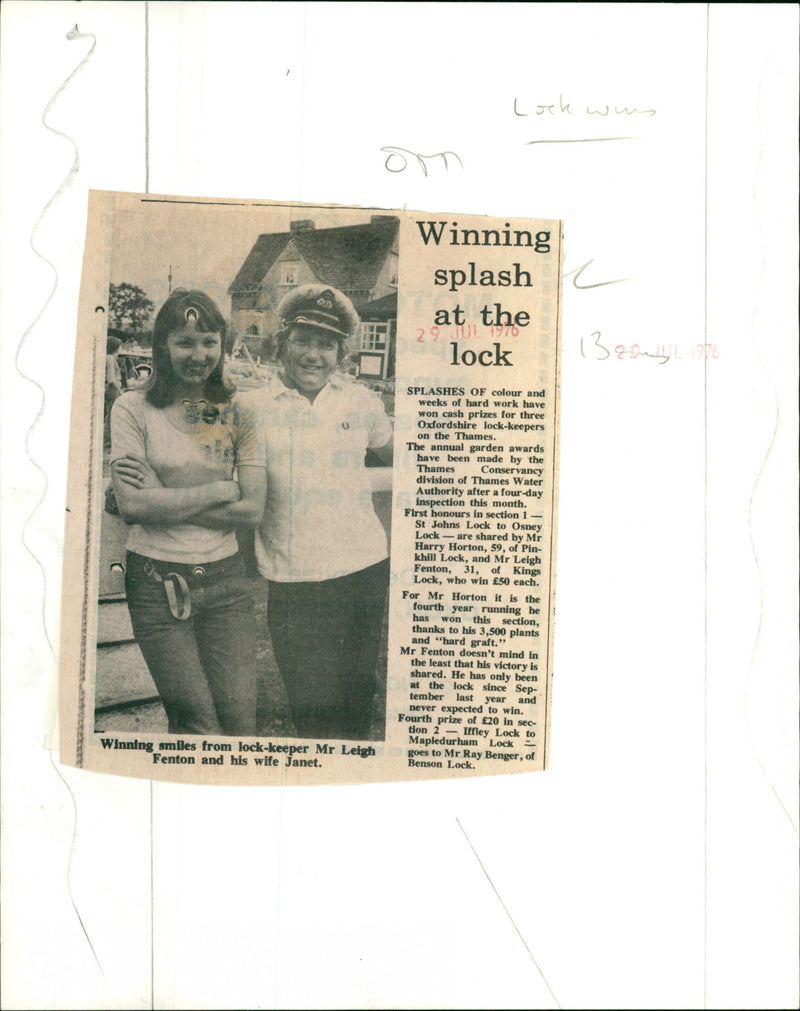 Lock wins
om
Winning
splash
at the
lock
29 JUL 1976
29 JUL 1976
SPLASHES OF colour and
weeks of hard work have
won cash prizes for three
Oxfordshire lock-keepers
on the Thames.
The annual garden awards
have been made by the
Thames Conservancy
division of Thames Water
Authority after a four-day
inspection this month.
First honours in section 1 —
St Johns Lock to Osney
Lock — are shared by Mr
Harry Horton, 59, of Pin-
khill Lock, and Mr Leigh
Fenton, 31, of Kings
Lock, who win £50 each.
For Mr Horton it is the
fourth year running he
has won this section,
thanks to his 3,500 plants
and "hard graft."
Mr Fenton doesn't mind in
the least that his victory is
shared. He has only been
at the lock since Sep-
tember last year and
never expected to win.
Fourth prize of £20 in sec-
tion 2 — Iffley Lock to
Mapledurham Lock —
goes to Mr Ray Benger, of
Benson Lock.
Winning smiles from lock-keeper Mr Leigh
Fenton and his wife Janet.